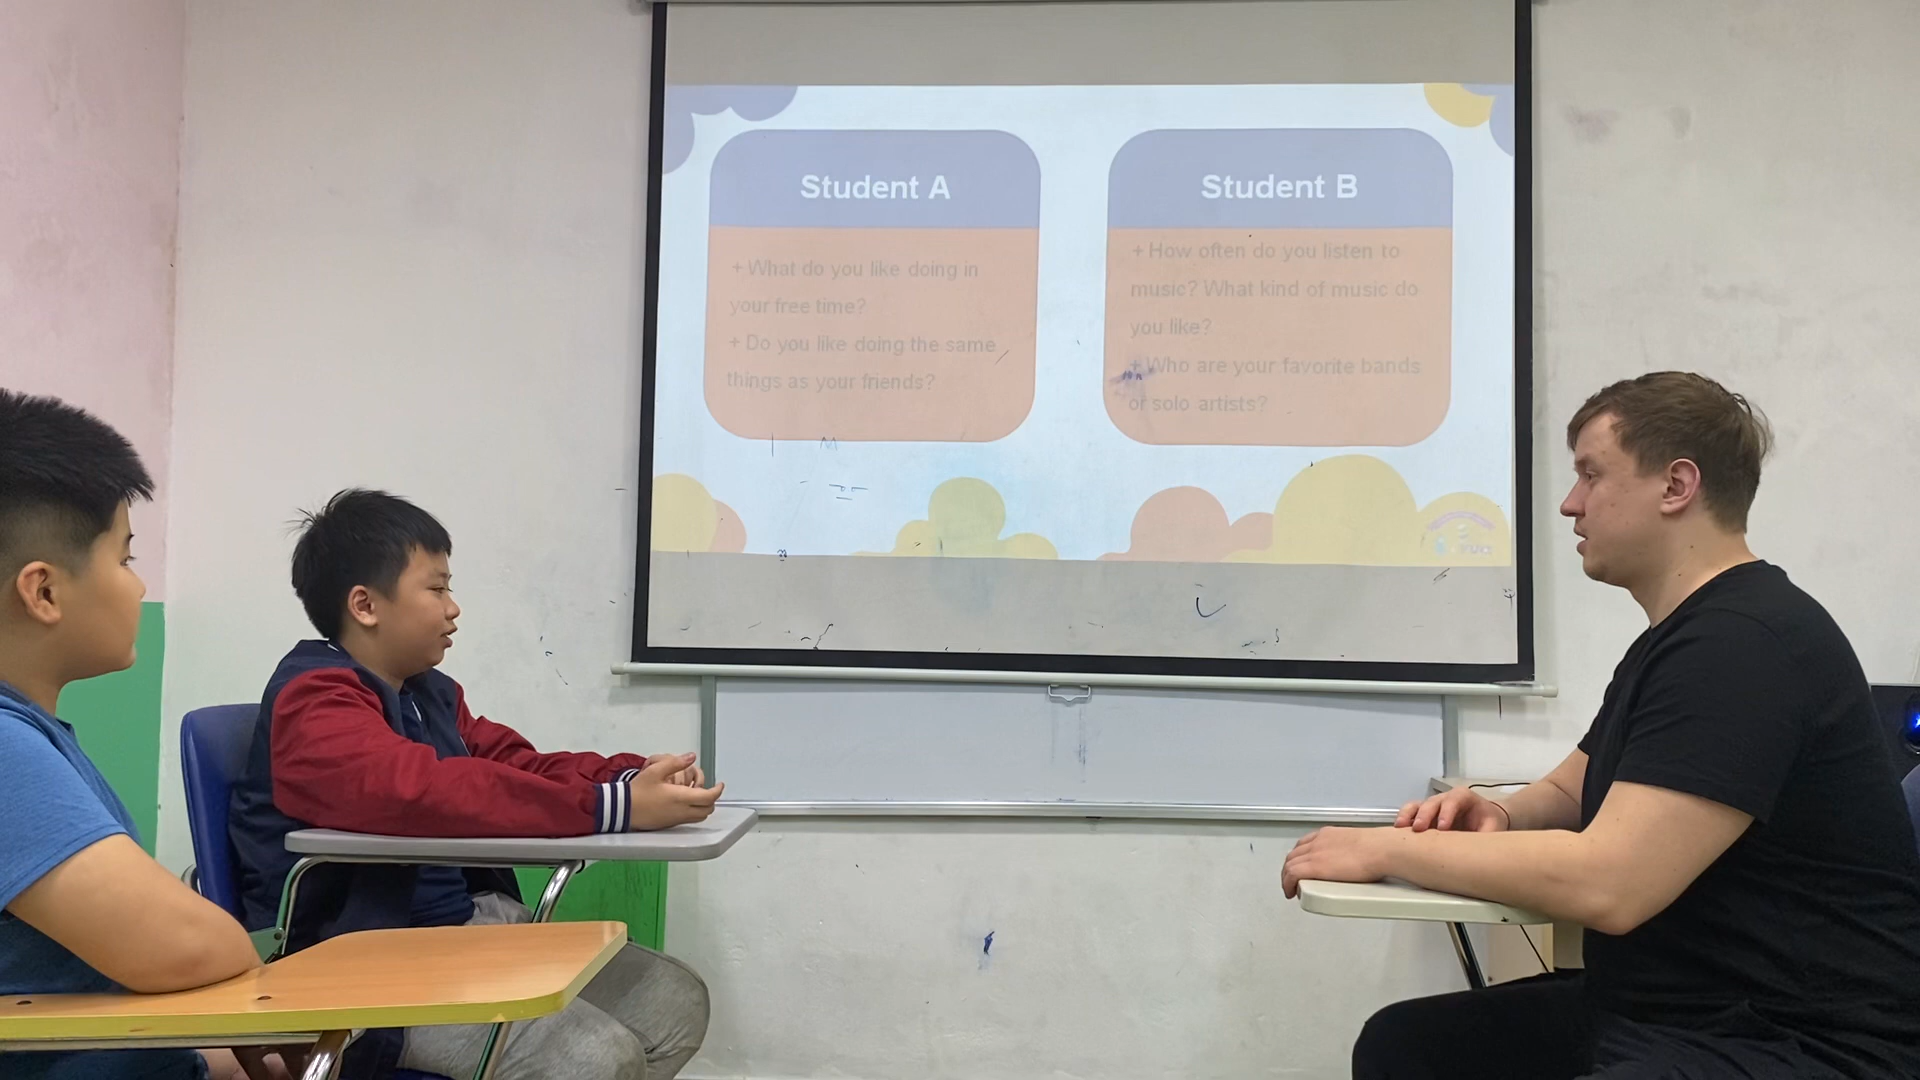 Student A
+ What do you like doing in
your free time?
+ Do you like doing the same
things as your friends?
Student B
+ How often do you listen to
music? What kind of music do
you like?
+ Who are your favorite bands
or solo artists?